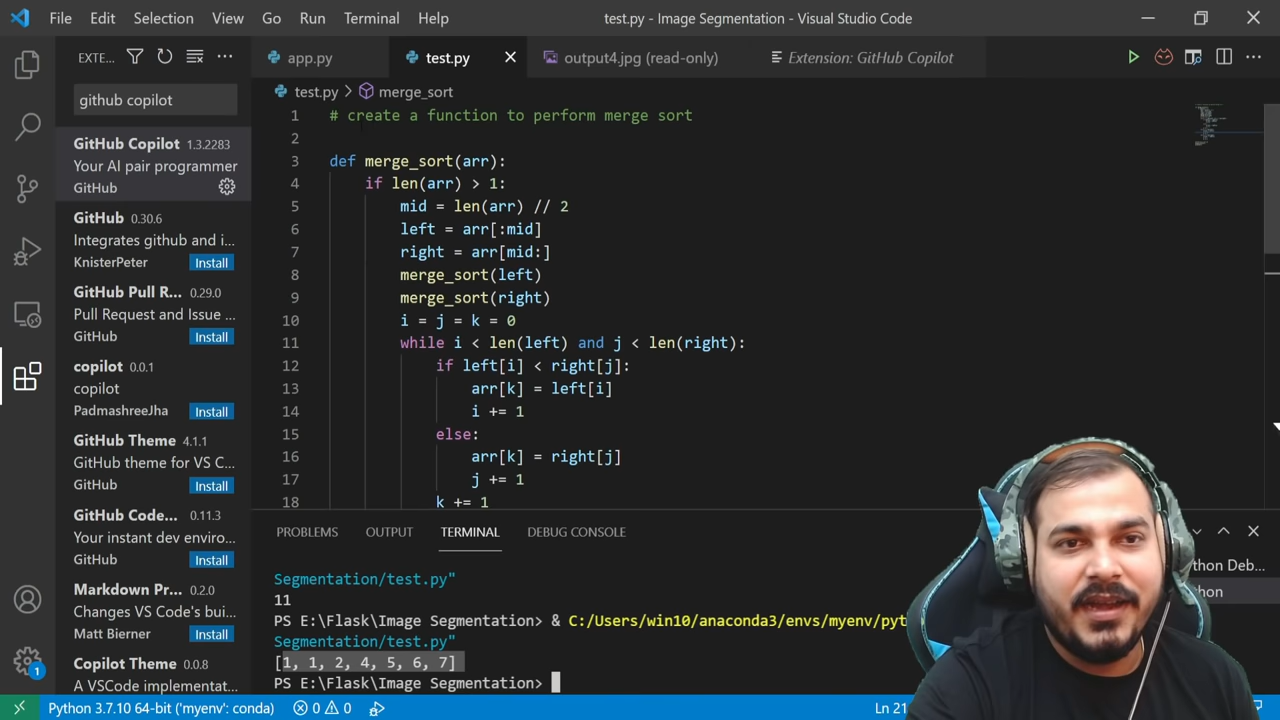 File Edit Selection View Go Run Terminal Help test.py - Image Segmentation - Visual Studio Code
EXTE...
app.py test.py output4.jpg (read-only) Extension: GitHub Copilot
github copilot
GitHub Copilot 1.3.2283
Your AI pair programmer
GitHub
GitHub 0.30.6
Integrates github and i...
KnisterPeter Install
GitHub Pull R... 0.29.0
Pull Request and Issue ...
GitHub Install
copilot 0.0.1
copilot
PadmashreeJha Install
GitHub Theme 4.1.1
GitHub theme for VS C...
GitHub Install
GitHub Code... 0.11.3
Your instant dev enviro...
GitHub Install
Markdown Pr... 0.2.0
Changes VS Code's bui...
Matt Bierner Install
Copilot Theme 0.0.8
A VSCode implementat...
test.py > merge_sort
1 # create a function to perform merge sort
2
3 def merge_sort(arr):
4 if len(arr) > 1:
5 mid = len(arr) // 2
6 left = arr[:mid]
7 right = arr[mid:]
8 merge_sort(left)
9 merge_sort(right)
10 i = j = k = 0
11 while i < len(left) and j < len(right):
12 if left[i] < right[j]:
13 arr[k] = left[i]
14 i += 1
15 else:
16 arr[k] = right[j]
17 j += 1
18 k += 1
PROBLEMS OUTPUT TERMINAL DEBUG CONSOLE
Segmentation/test.py"
11
PS E:\Flask\Image Segmentation> & C:/Users/win10/anaconda3/envs/myenv/pyt
Segmentation/test.py"
[1, 1, 2, 4, 5, 6, 7]
PS E:\Flask\Image Segmentation>
thon Deb...
hon
1
Python 3.7.10 64-bit ('myenv': conda) 0 0 Ln 21